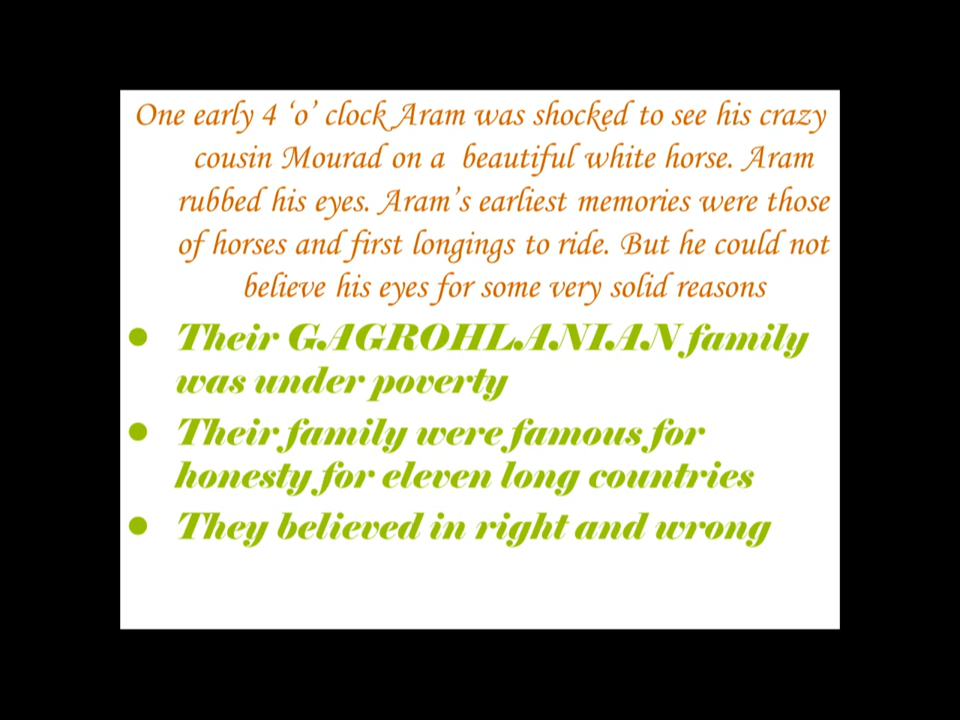 One early 4 ‘o’ clock Aram was shocked to see his crazy
cousin Mourad on a beautiful white horse. Aram
rubbed his eyes. Aram’s earliest memories were those
of horses and first longings to ride. But he could not
believe his eyes for some very solid reasons
● Their GAGROHLANIAN family
was under poverty
● Their family were famous for
honesty for eleven long countries
● They believed in right and wrong